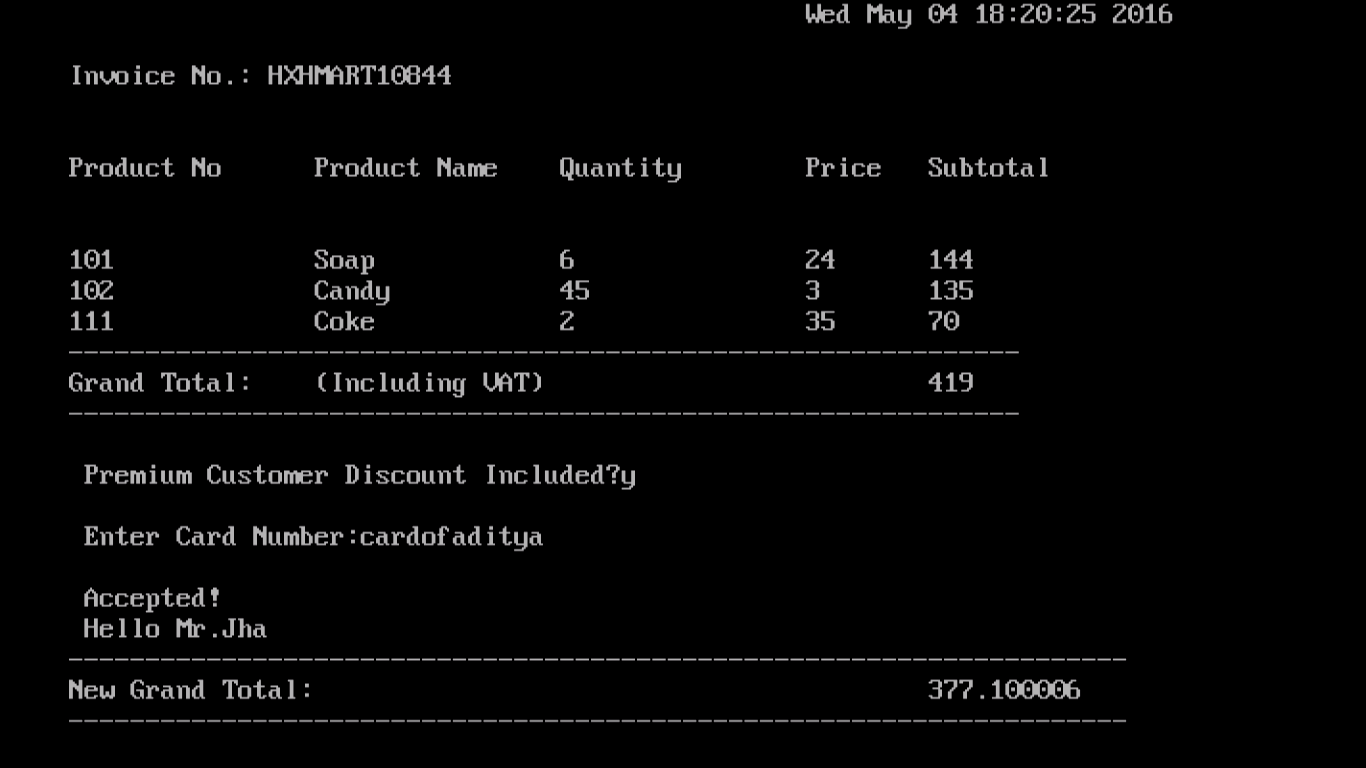 Wed May 04 18:20:25 2016
Invoice No.: HXHMART10844
Product No Product Name Quantity Price Subtotal
101 Soap 6 24 144
102 Candy 45 3 135
111 Coke 2 35 70
Grand Total: (Including VAT) 419
Premium Customer Discount Included?y
Enter Card Number:cardofaditya
Accepted!
Hello Mr.Jha
New Grand Total: 377.100006